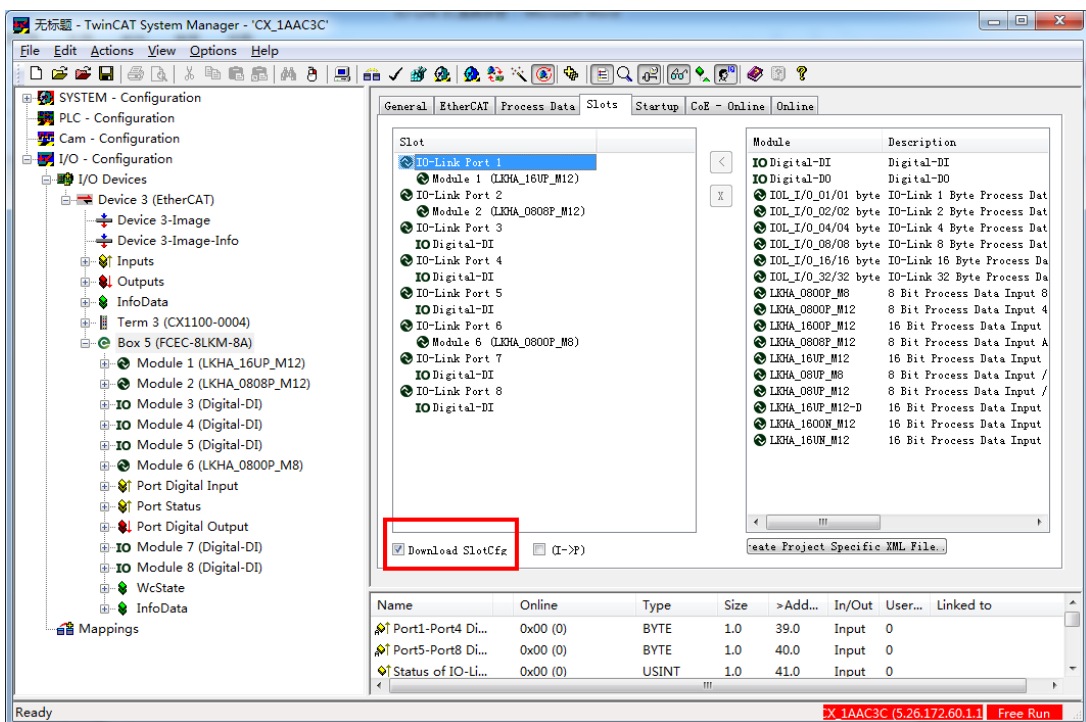 无标题 - TwinCAT System Manager - 'CX_1AAC3C'
File Edit Actions View Options Help
SYSTEM - Configuration
PLC - Configuration
Cam - Configuration
I/O - Configuration
I/O Devices
Device 3 (EtherCAT)
Device 3-Image
Device 3-Image-Info
Inputs
Outputs
InfoData
Term 3 (CX1100-0004)
Box 5 (FCEC-8LKM-8A)
Module 1 (LKHA_16UP_M12)
Module 2 (LKHA_0808P_M12)
IO Module 3 (Digital-DI)
IO Module 4 (Digital-DI)
IO Module 5 (Digital-DI)
Module 6 (LKHA_0800P_M8)
Port Digital Input
Port Status
Port Digital Output
IO Module 7 (Digital-DI)
IO Module 8 (Digital-DI)
WcState
InfoData
Mappings
General EtherCAT Process Data Slots Startup CoE - Online Online
Slot
IO-Link Port 1
Module 1 (LKHA_16UP_M12)
IO-Link Port 2
Module 2 (LKHA_0808P_M12)
IO-Link Port 3
IO Digital-DI
IO-Link Port 4
IO Digital-DI
IO-Link Port 5
IO Digital-DI
IO-Link Port 6
Module 6 (LKHA_0800P_M8)
IO-Link Port 7
IO Digital-DI
IO-Link Port 8
IO Digital-DI
<
X
Module Description
IO Digital-DI Digital-DI
IO Digital-DO Digital-DO
IOL_I/O_01/01 byte IO-Link 1 Byte Process Dat
IOL_I/O_02/02 byte IO-Link 2 Byte Process Dat
IOL_I/O_04/04 byte IO-Link 4 Byte Process Dat
IOL_I/O_08/08 byte IO-Link 8 Byte Process Dat
IOL_I/O_16/16 byte IO-Link 16 Byte Process Da
IOL_I/O_32/32 byte IO-Link 32 Byte Process Da
LKHA_0800P_M8 8 Bit Process Data Input 8
LKHA_0800P_M12 8 Bit Process Data Input 4
LKHA_1600P_M12 16 Bit Process Data Input
LKHA_0808P_M12 8 Bit Process Data Input A
LKHA_16UP_M12 16 Bit Process Data Input
LKHA_08UP_M8 8 Bit Process Data Input /
LKHA_08UP_M12 8 Bit Process Data Input /
LKHA_16UP_M12-D 16 Bit Process Data Input
LKHA_1600N_M12 16 Bit Process Data Input
LKHA_16UN_M12 16 Bit Process Data Input
Download SlotCfg (I->P)
eate Project Specific XML File..
Name Online Type Size >Add... In/Out User... Linked to
Port1-Port4 Di... 0x00 (0) BYTE 1.0 39.0 Input 0
Port5-Port8 Di... 0x00 (0) BYTE 1.0 40.0 Input 0
Status of IO-Li... 0x00 (0) USINT 1.0 41.0 Input 0
Ready
CX_1AAC3C (5.26.172.60.1.1 Free Run